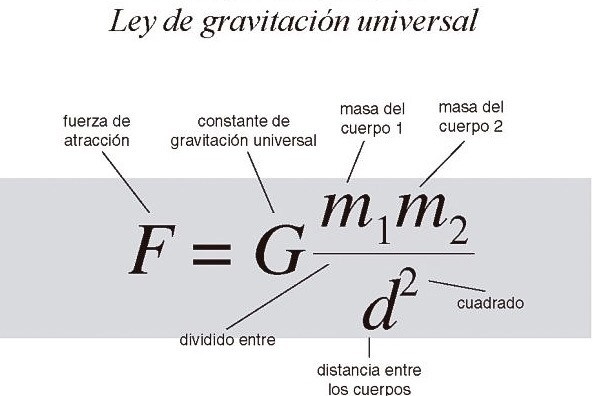 Ley de gravitación universal
fuerza de
atracción
constante de
gravitación universal
masa del
cuerpo 1
masa del
cuerpo 2
F = G m₁m₂
d²
cuadrado
dividido entre
distancia entre
los cuerpos